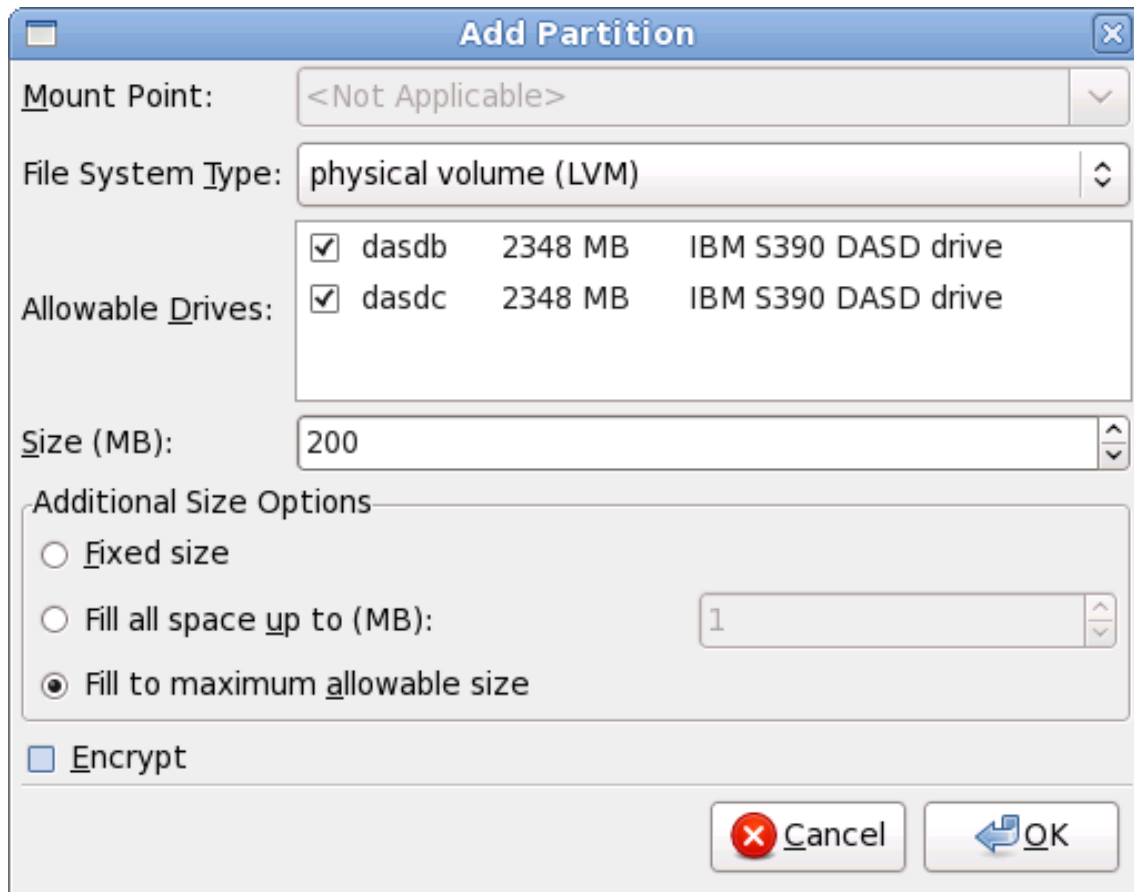 Add Partition
Mount Point: <Not Applicable>
File System Type: physical volume (LVM)
Allowable Drives:
dasdb 2348 MB IBM S390 DASD drive
dasdc 2348 MB IBM S390 DASD drive
Size (MB): 200
Additional Size Options
Fixed size
Fill all space up to (MB): 1
Fill to maximum allowable size
Encrypt
Cancel OK